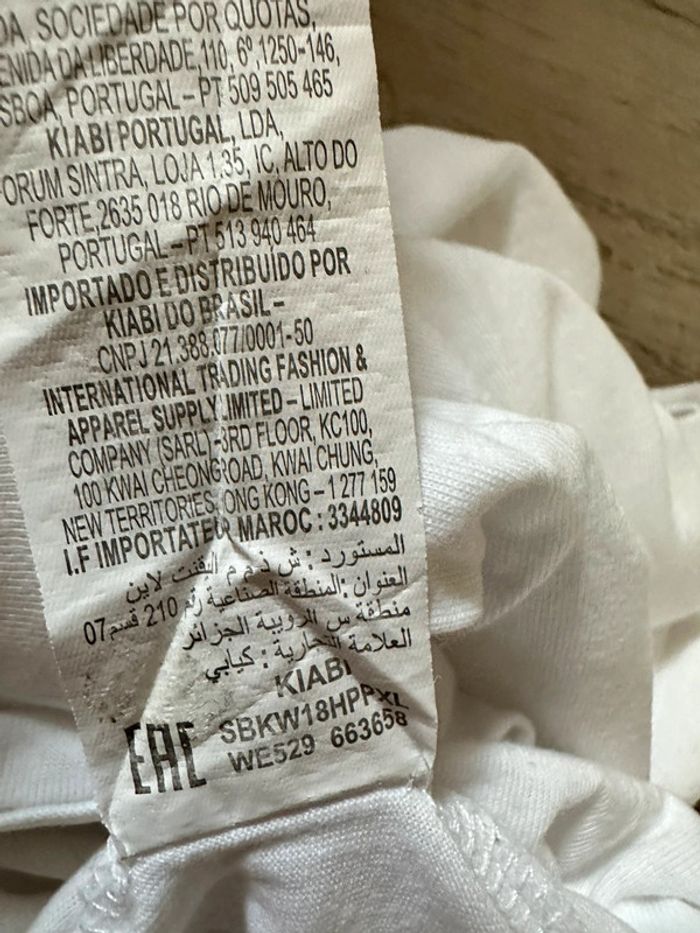 DA, SOCIEDADE POR QUOTAS,
ENIDA DA LIBERDADE, 110, 6º, 1250-146,
SBOA, PORTUGAL – PT 509 505 465
KIABI PORTUGAL, LDA,
ORUM SINTRA, LOJA 1.35, IC, ALTO DO
FORTE, 2635 018 RIO DE MOURO,
PORTUGAL – PT 513 940 464
IMPORTADO E DISTRIBUÍDO POR
KIABI DO BRASIL –
CNPJ 21.388.077/0001-50
INTERNATIONAL TRADING FASHION &
APPAREL SUPPLY LIMITED – LIMITED
COMPANY (SARL) -3RD FLOOR, KC100,
100 KWAI CHEONG ROAD, KWAI CHUNG,
NEW TERRITORIES, ONG KONG – 1 277 159
I.F IMPORTATEUR MAROC : 3344809
المستورد : ش ذ م م اليفنت لاين
العنوان :المنطقة الصناعية رقم 210 قسم 07
منطقة س الرويبة الجزائر
العلامة التجارية : كيابي
KIABI
EAC SBKW18HPPXL
WE529 663658